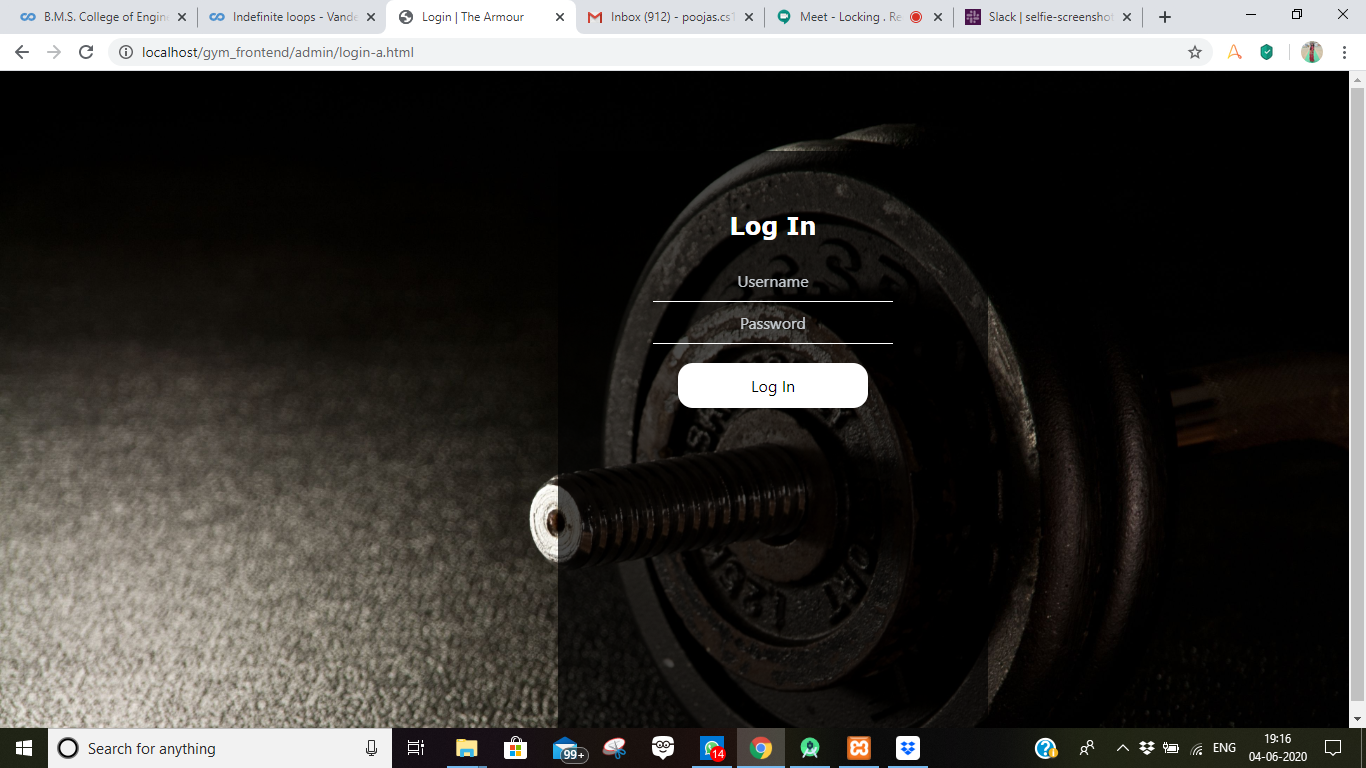 B.M.S. College of Engin
Indefinite loops - Vande
Login | The Armour
Inbox (912) - poojas.cs1
Meet - Locking . Re
Slack | selfie-screenshot
localhost/gym_frontend/admin/login-a.html
Log In
Username
Password
Log In
Search for anything
99+
14
ENG
19:16
04-06-2020